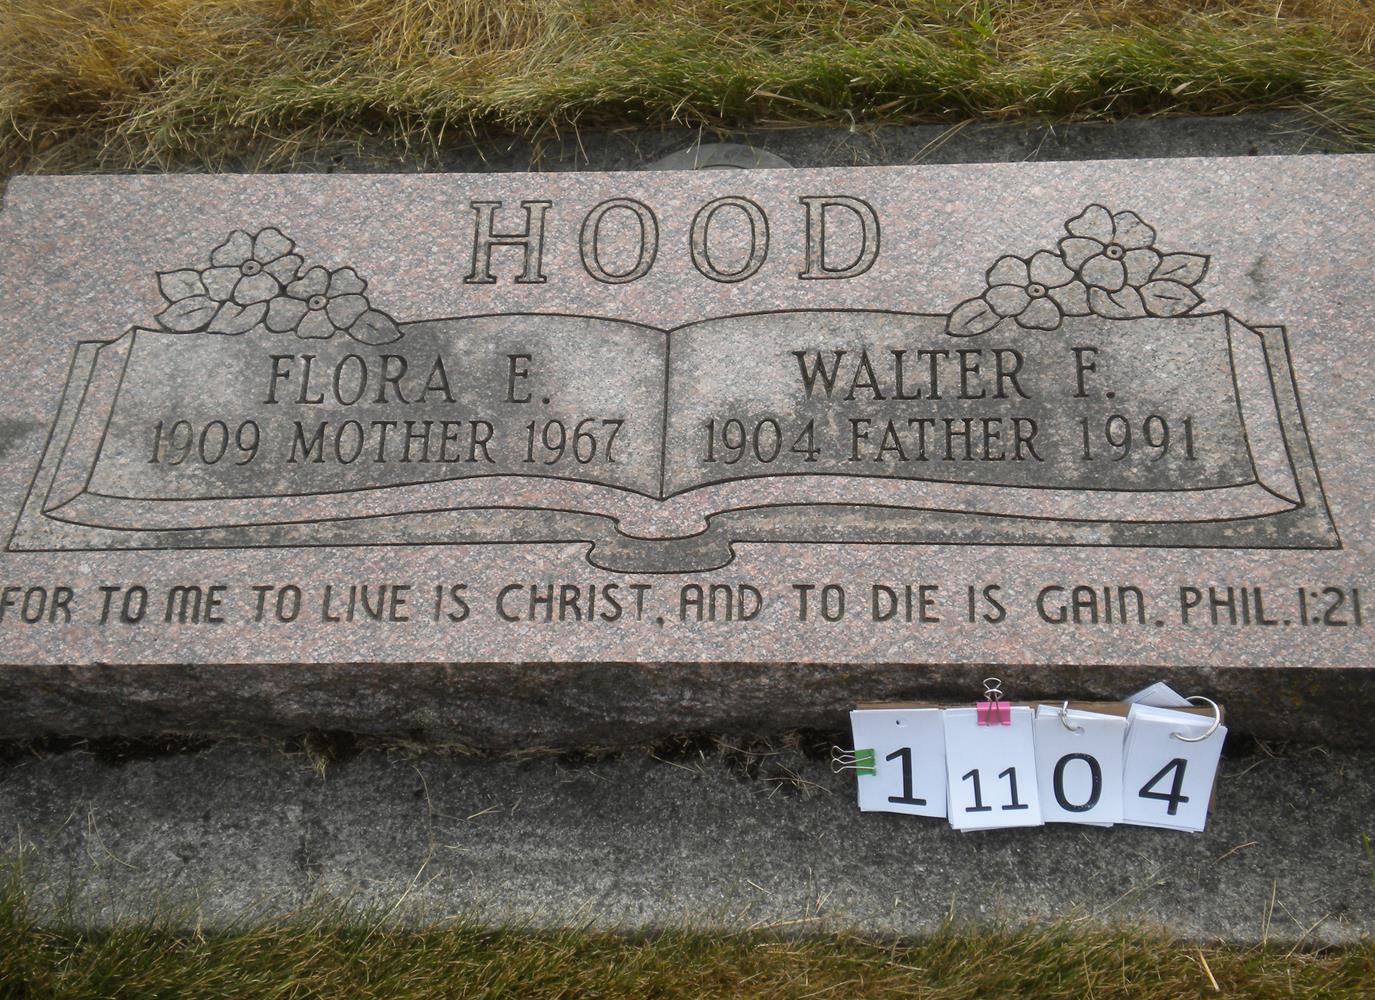 HOOD
FLORA E.
1909 MOTHER 1967
WALTER F.
1904 FATHER 1991
FOR TO ME TO LIVE IS CHRIST, AND TO DIE IS GAIN. PHIL. 1:21
1 11 0 4